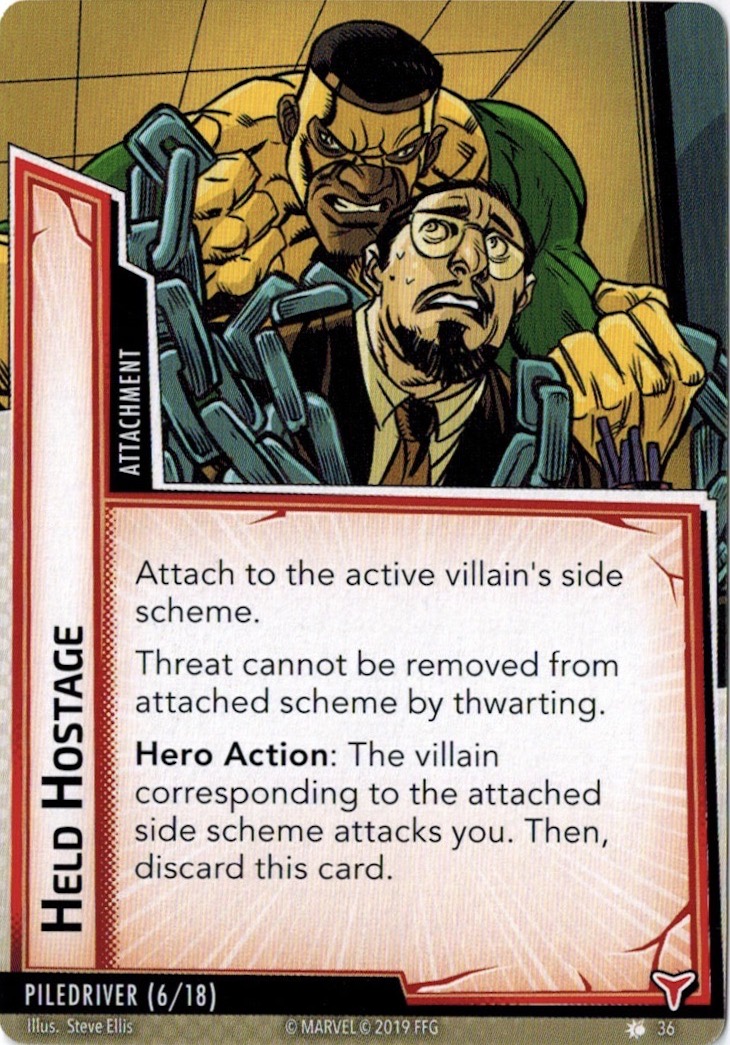 ATTACHMENT
HELD HOSTAGE
Attach to the active villain's side
scheme.
Threat cannot be removed from
attached scheme by thwarting.
Hero Action: The villain
corresponding to the attached
side scheme attacks you. Then,
discard this card.
PILEDRIVER (6/18)
Illus. Steve Ellis
©MARVEL © 2019 FFG
36